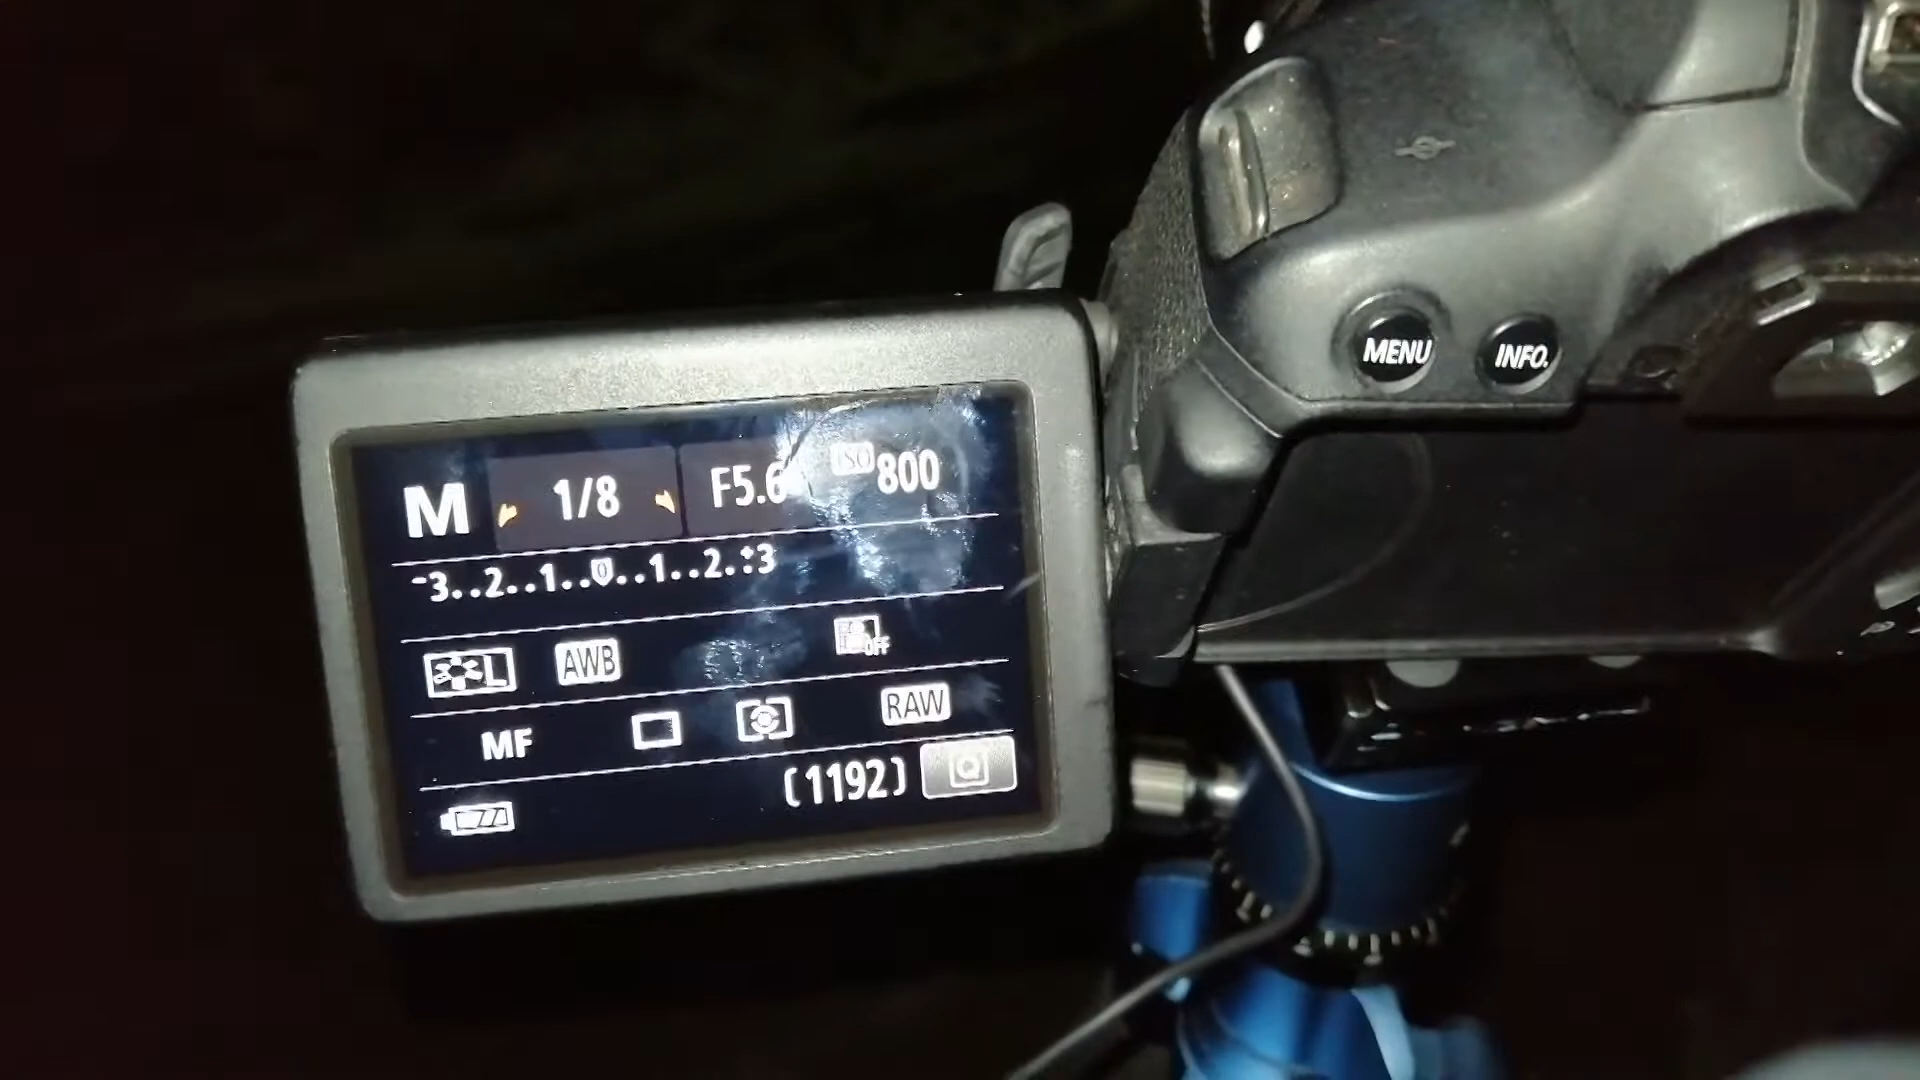 M 1/8 F5.6 ISO 800
-3..2..1..0..1..2.:+3
L AWB OFF
MF RAW
(1192) Q
MENU INFO.